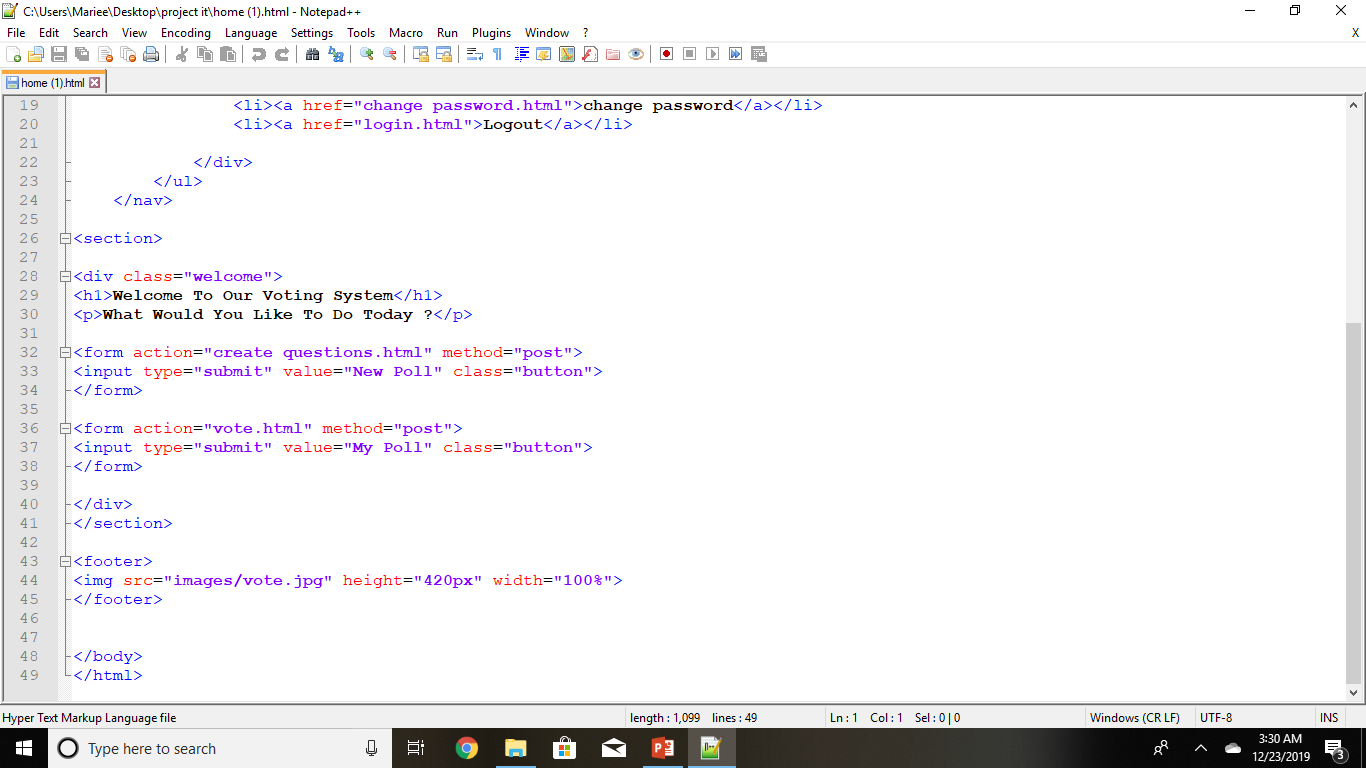 C:\Users\Mariee\Desktop\project it\home (1).html - Notepad++
File Edit Search View Encoding Language Settings Tools Macro Run Plugins Window ? X
home (1).html
19 <li><a href="change password.html">change password</a></li>
20 <li><a href="login.html">Logout</a></li>
21
22 </div>
23 </ul>
24 </nav>
25
26 <section>
27
28 <div class="welcome">
29 <h1>Welcome To Our Voting System</h1>
30 <p>What Would You Like To Do Today ?</p>
31
32 <form action="create questions.html" method="post">
33 <input type="submit" value="New Poll" class="button">
34 </form>
35
36 <form action="vote.html" method="post">
37 <input type="submit" value="My Poll" class="button">
38 </form>
39
40 </div>
41 </section>
42
43 <footer>
44 <img src="images/vote.jpg" height="420px" width="100%">
45 </footer>
46
47
48 </body>
49 </html>
Hyper Text Markup Language file length : 1,099 lines : 49 Ln : 1 Col : 1 Sel : 0 | 0 Windows (CR LF) UTF-8 INS
Type here to search
3:30 AM
12/23/2019
3